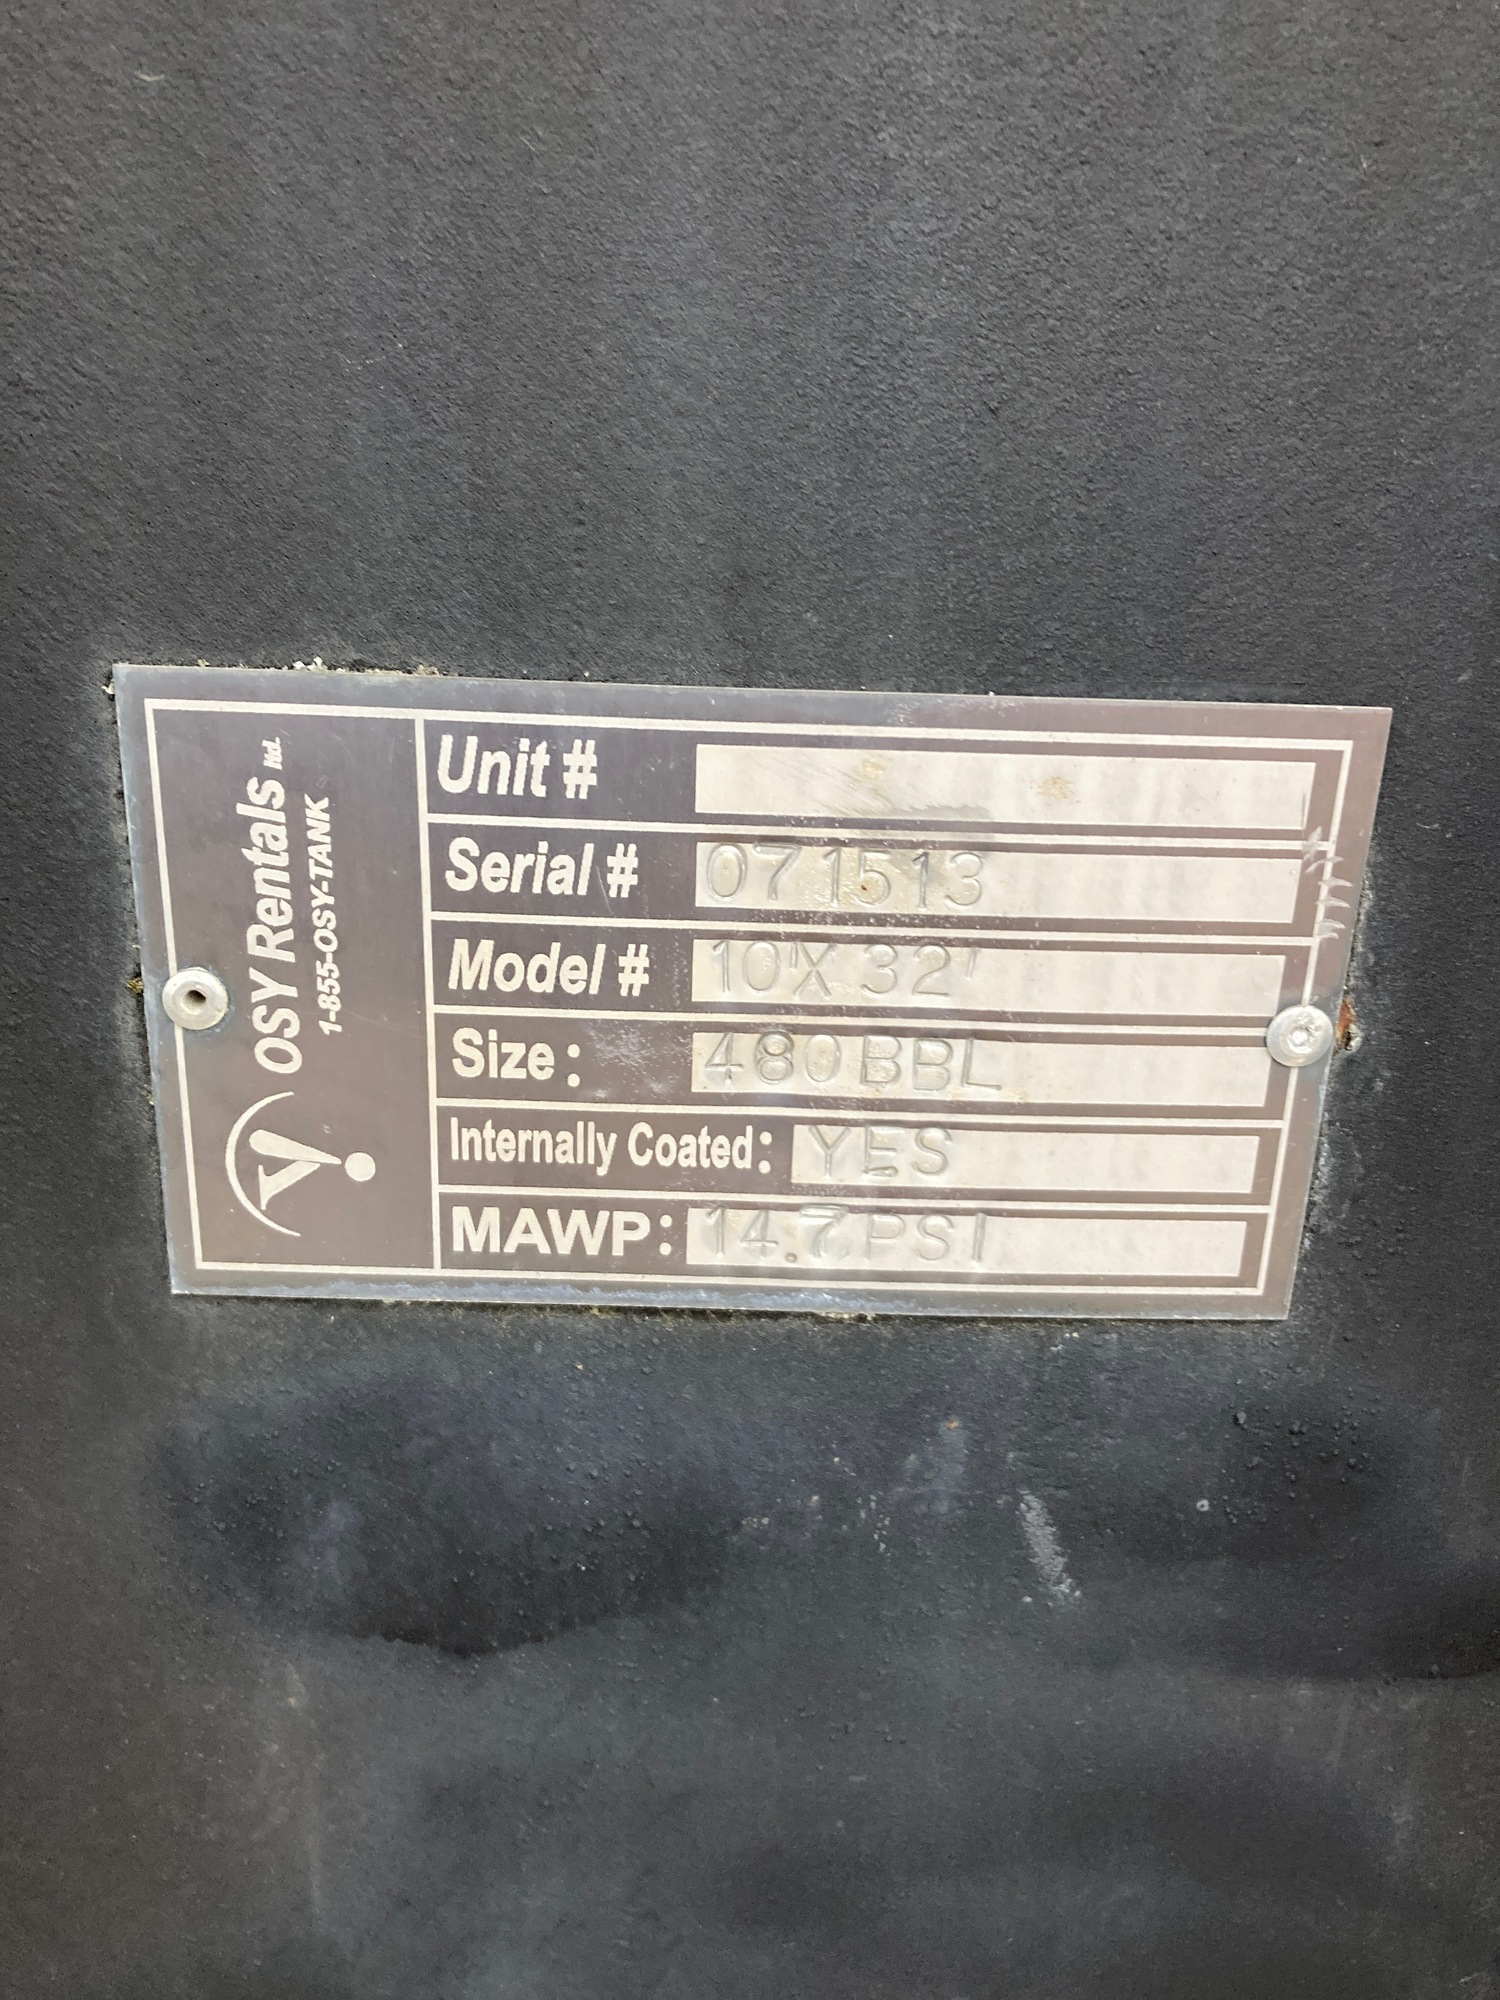 OSY Rentals ltd.
1-855-OSY-TANK
Unit #
Serial # 071513
Model # 10'X 32'
Size: 480 BBL
Internally Coated: YES
MAWP: 14.7 PSI